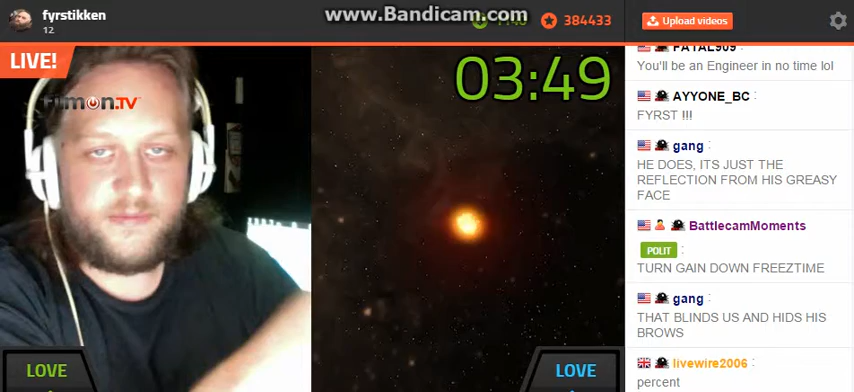 fyrstikken
12
www.Bandicam.com
384433
Upload videos
LIVE!
FilmOn.TV
03:49
LOVE
LOVE
FATAL909
You'll be an Engineer in no time lol
AYYONE_BC :
FYRST !!!
gang :
HE DOES, ITS JUST THE
REFLECTION FROM HIS GREASY
FACE
BattlecamMoments
POLIT :
TURN GAIN DOWN FREEZTIME
gang :
THAT BLINDS US AND HIDS HIS
BROWS
livewire2006 :
percent